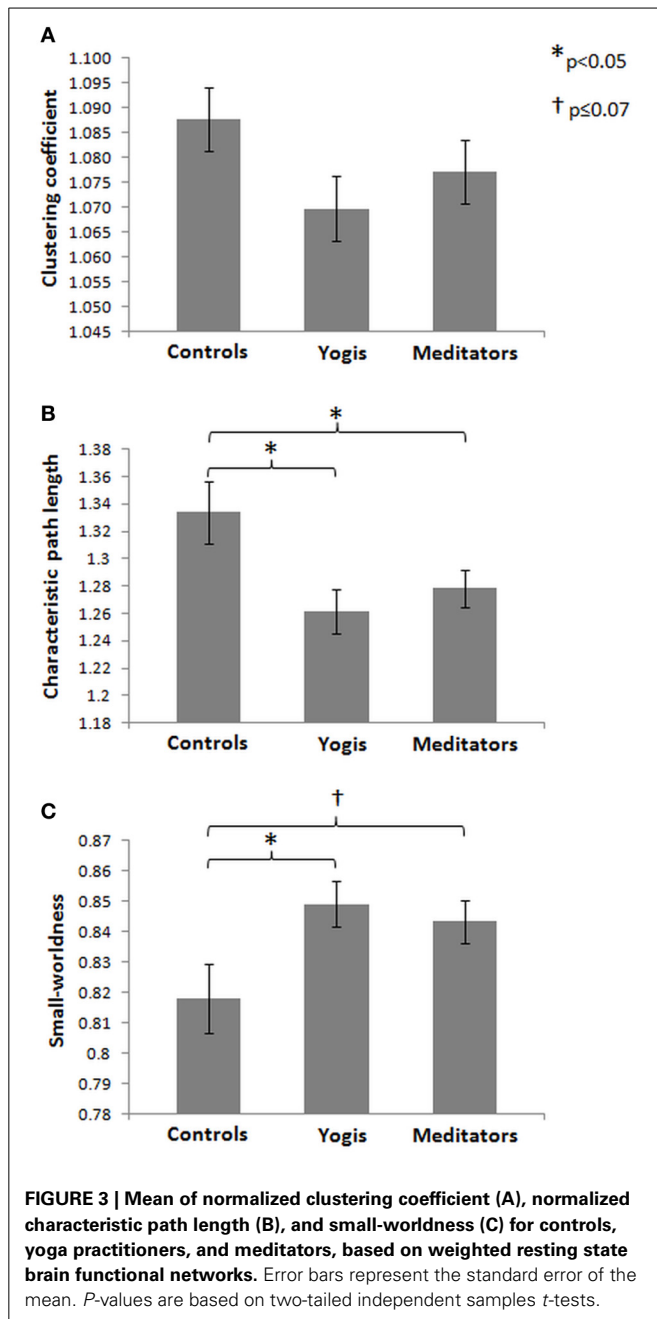 A
* p<0.05
† p≤0.07
Clustering coefficient
1.100
1.095
1.090
1.085
1.080
1.075
1.070
1.065
1.060
1.055
1.050
1.045
Controls Yogis Meditators
B
*
*
Characteristic path length
1.38
1.36
1.34
1.32
1.3
1.28
1.26
1.24
1.22
1.2
1.18
Controls Yogis Meditators
C
†
*
Small-worldness
0.87
0.86
0.85
0.84
0.83
0.82
0.81
0.8
0.79
0.78
Controls Yogis Meditators
FIGURE 3 | Mean of normalized clustering coefficient (A), normalized
characteristic path length (B), and small-worldness (C) for controls,
yoga practitioners, and meditators, based on weighted resting state
brain functional networks. Error bars represent the standard error of the
mean. P-values are based on two-tailed independent samples t-tests.